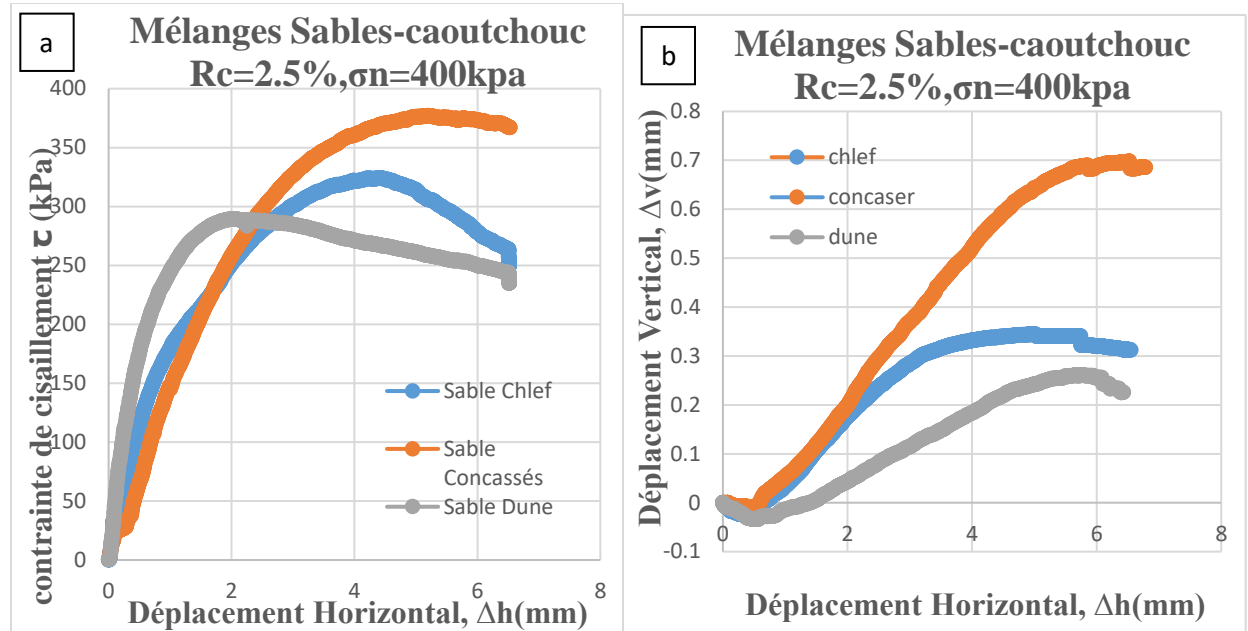 a
Mélanges Sables-caoutchouc
Rc=2.5%,σn=400kpa
contrainte de cisaillement τ (kPa)
400
350
300
250
200
150
100
50
0
0 2 4 6 8
Sable Chlef
Sable
Concassés
Sable Dune
Déplacement Horizontal, Δh(mm)
b
Mélanges Sables-caoutchouc
Rc=2.5%,σn=400kpa
Déplacement Vertical, Δv(mm)
0.8
0.7
0.6
0.5
0.4
0.3
0.2
0.1
0
-0.1
0 2 4 6 8
chlef
concaser
dune
Déplacement Horizontal, Δh(mm)